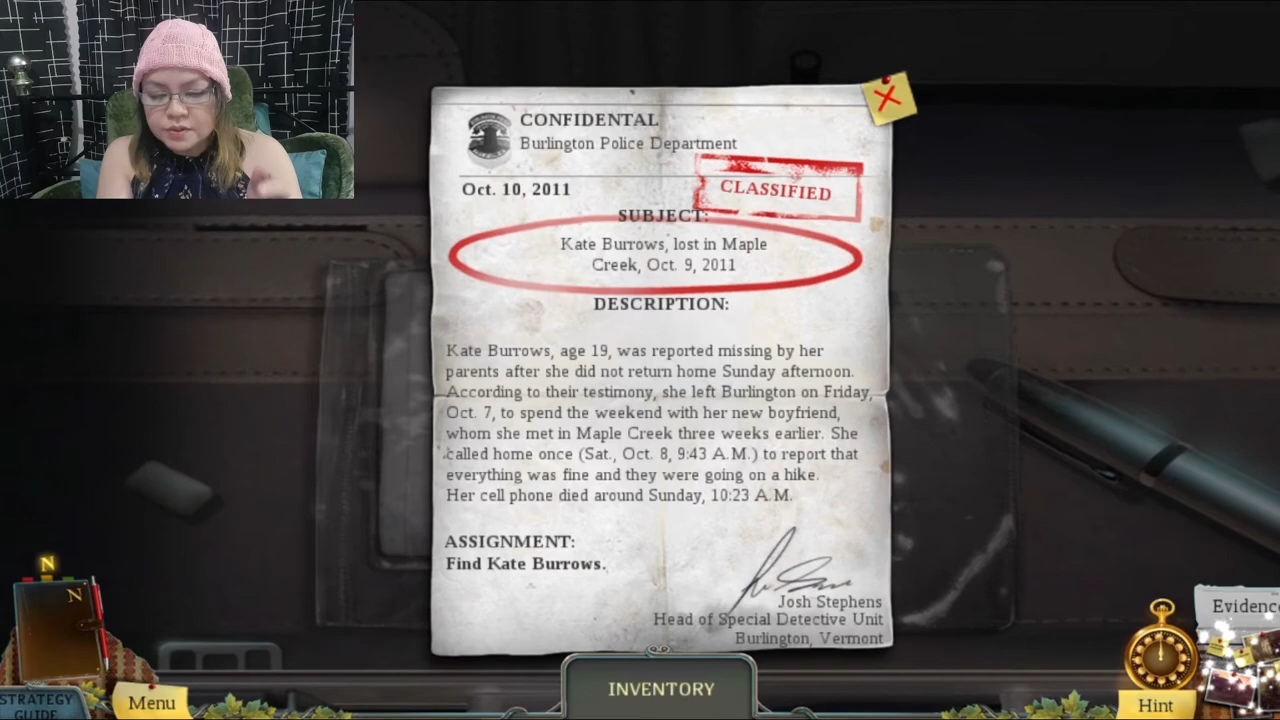 CONFIDENTAL
Burlington Police Department
Oct. 10, 2011
CLASSIFIED
SUBJECT:
Kate Burrows, lost in Maple
Creek, Oct. 9, 2011
DESCRIPTION:
Kate Burrows, age 19, was reported missing by her
parents after she did not return home Sunday afternoon.
According to their testimony, she left Burlington on Friday,
Oct. 7, to spend the weekend with her new boyfriend,
whom she met in Maple Creek three weeks earlier. She
called home once (Sat., Oct. 8, 9:43 A.M.) to report that
everything was fine and they were going on a hike.
Her cell phone died around Sunday, 10:23 A.M.
ASSIGNMENT:
Find Kate Burrows.
Josh Stephens
Head of Special Detective Unit
Burlington, Vermont
N
N
STRATEGY
GUIDE
Menu
INVENTORY
Evidenc
Hint